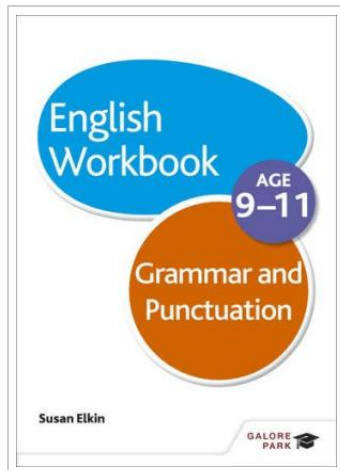 English
Workbook
AGE
9–11
Grammar and
Punctuation
Susan Elkin
GALORE
PARK